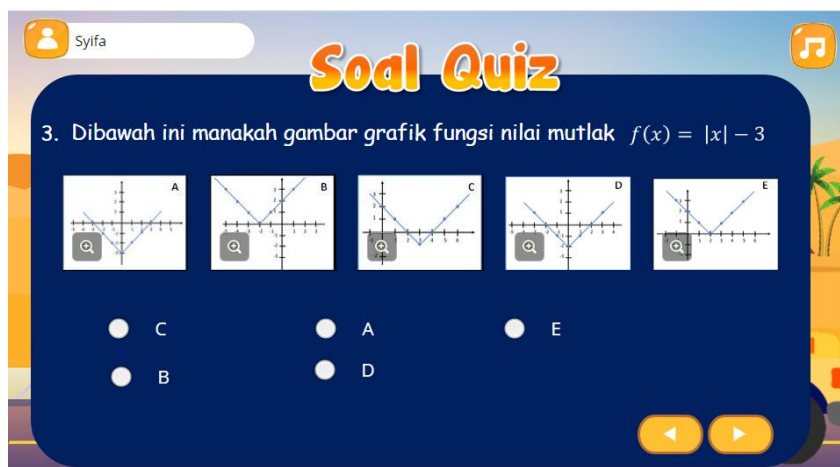 Syifa
Soal Quiz
3. Dibawah ini manakah gambar grafik fungsi nilai mutlak f(x) = |x| − 3
A
B
C
D
E
C
A
E
B
D